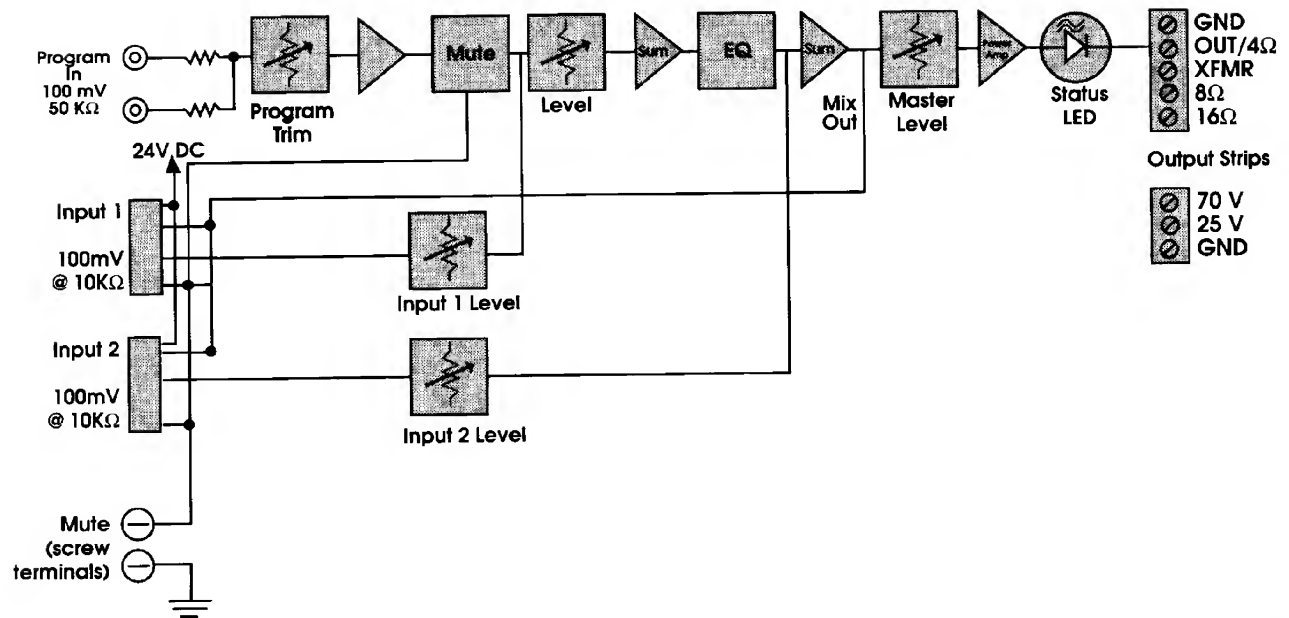 Program
In
100 mV
50 KΩ
Program
Trim
Mute
Level
Sum
EQ
Sum
Mix
Out
Master
Level
Power
Amp
Status
LED
GND
OUT/4Ω
XFMR
8Ω
16Ω
Output Strips
70 V
25 V
GND
24V DC
Input 1
100mV
@ 10KΩ
Input 1 Level
Input 2
100mV
@ 10KΩ
Input 2 Level
Mute
(screw
terminals)